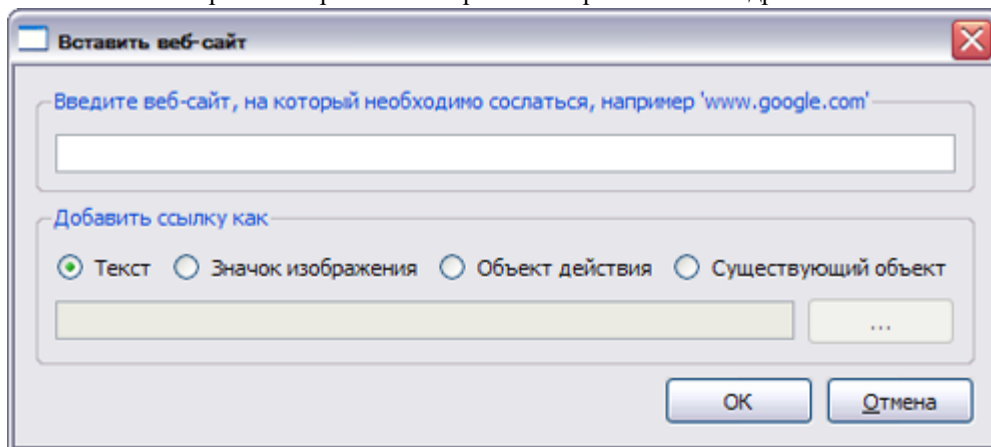 Вставить веб-сайт
Введите веб-сайт, на который необходимо сослаться, например 'www.google.com'
Добавить ссылку как
Текст Значок изображения Объект действия Существующий объект
...
ОК Отмена